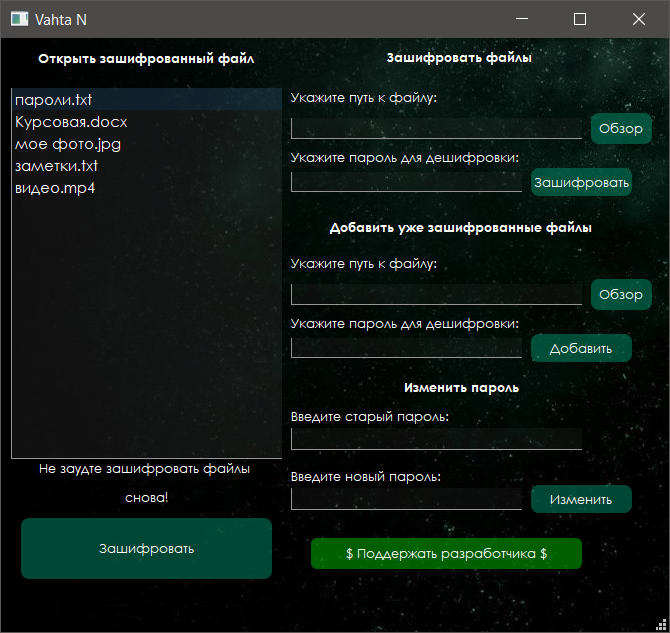 Vahta N
Открыть зашифрованный файл
пароли.txt
Курсовая.docx
мое фото.jpg
заметки.txt
видео.mp4
Не заудте зашифровать файлы
снова!
Зашифровать
Зашифровать файлы
Укажите путь к файлу:
Обзор
Укажите пароль для дешифровки:
Зашифровать
Добавить уже зашифрованные файлы
Укажите путь к файлу:
Обзор
Укажите пароль для дешифровки:
Добавить
Изменить пароль
Введите старый пароль:
Введите новый пароль:
Изменить
$ Поддержать разработчика $